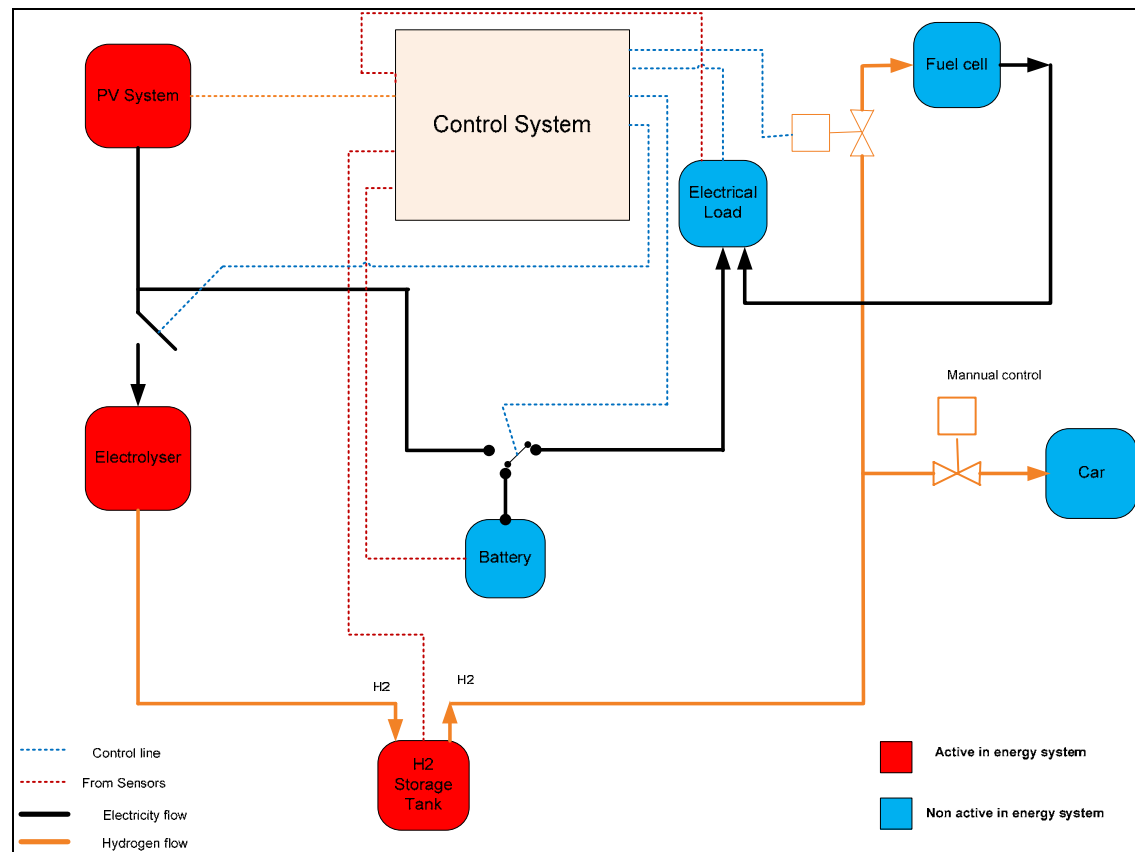 PV System
Control System
Fuel cell
Electrical
Load
Mannual control
Electrolyser
Car
Battery
H2
H2
H2
Storage
Tank
Control line
From Sensors
Electricity flow
Hydrogen flow
Active in energy system
Non active in energy system